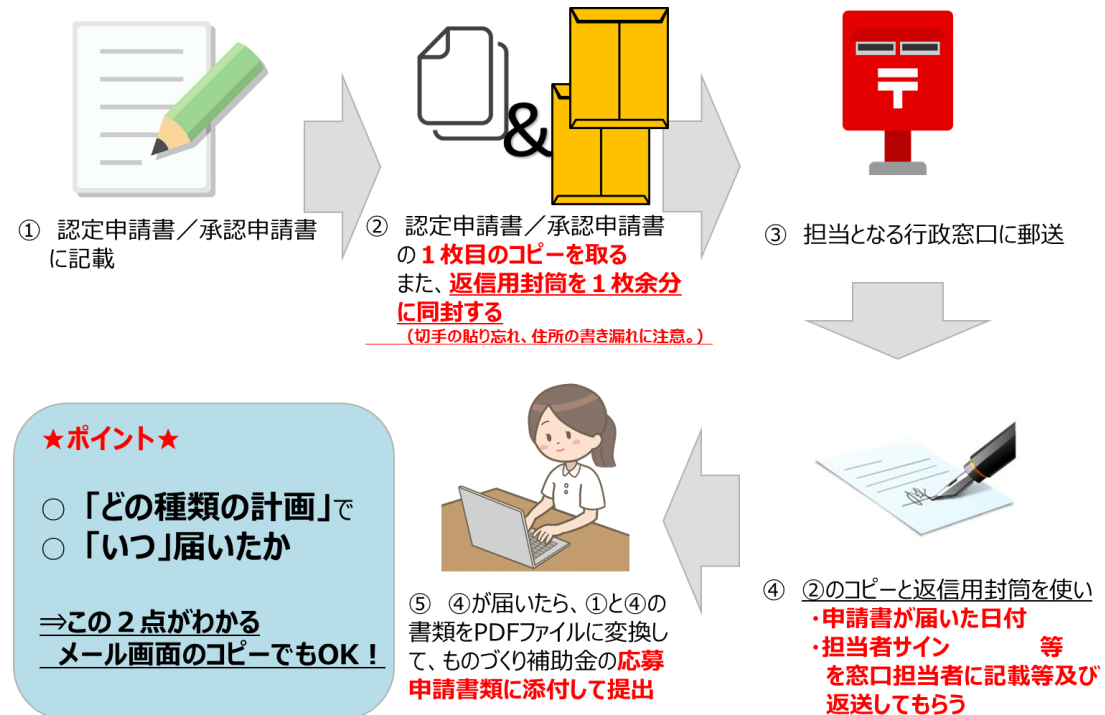 &
① 認定申請書／承認申請書
に記載
② 認定申請書／承認申請書
の１枚目のコピーを取る
また、返信用封筒を１枚余分
に同封する
（切手の貼り忘れ、住所の書き漏れに注意。）
③ 担当となる行政窓口に郵送
④ ②のコピーと返信用封筒を使い
・申請書が届いた日付
・担当者サイン 等
を窓口担当者に記載等及び
返送してもらう
⑤ ④が届いたら、①と④の
書類をPDFファイルに変換し
て、ものづくり補助金の応募
申請書類に添付して提出
★ポイント★
○ 「どの種類の計画」で
○ 「いつ」届いたか
⇒この２点がわかる
メール画面のコピーでもOK！